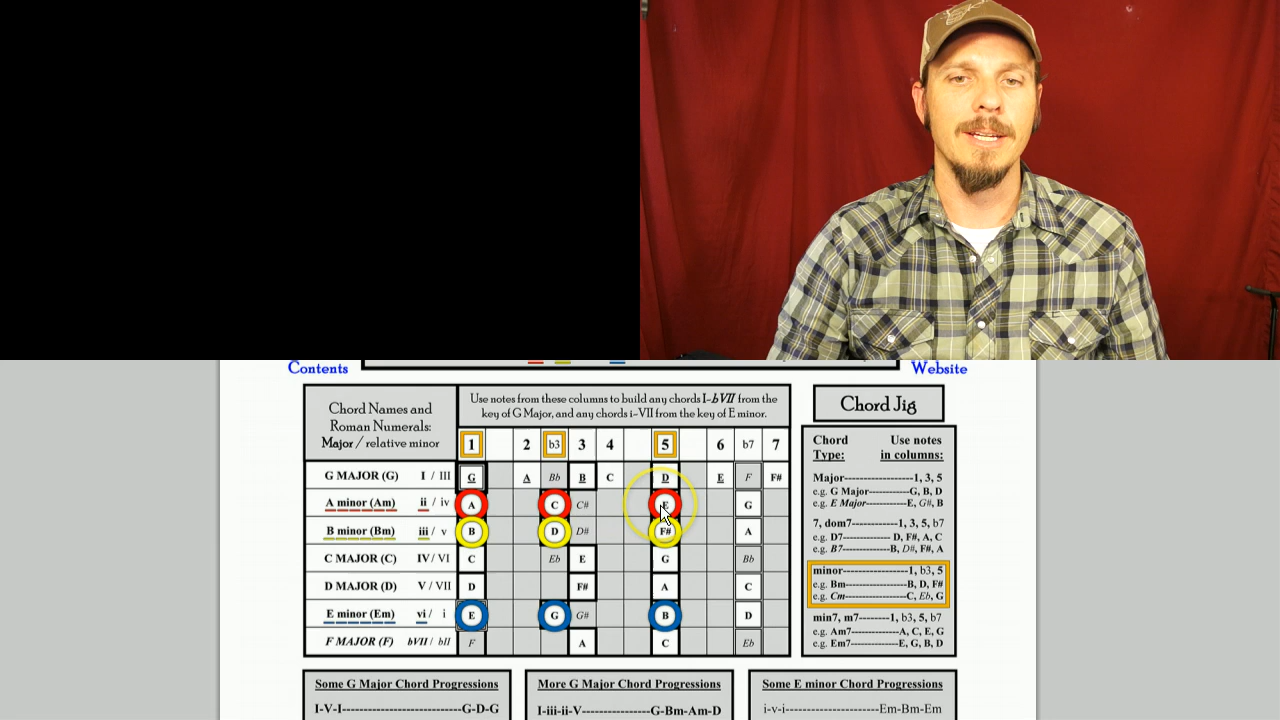 Contents
Website
Chord Names and
Roman Numerals:
Major / relative minor
Use notes from these columns to build any chords I-bVII from the
key of G Major, and any chords i-VII from the key of E minor.
1 2 b3 3 4 5 6 b7 7
G MAJOR (G) I / III G A Bb B C D E F F#
A minor (Am) ii / iv A C C# E G
B minor (Bm) iii / v B D D# F# A
C MAJOR (C) IV / VI C Eb E G Bb
D MAJOR (D) V / VII D F# A C
E minor (Em) vi / i E G G# B D
F MAJOR (F) bVII / bII F A C Eb
Chord Jig
Chord Use notes
Type: in columns:
Major----------------1, 3, 5
e.g. G Major-----------G, B, D
e.g. E Major-----------E, G#, B
7, dom7------------1, 3, 5, b7
e.g. D7-------------- D, F#, A, C
e.g. B7--------------B, D#, F#, A
minor-----------------1, b3, 5
e.g. Bm----------------B, D, F#
e.g. Cm----------------C, Eb, G
min7, m7--------1, b3, 5, b7
e.g. Am7--------------A, C, E, G
e.g. Em7--------------E, G, B, D
Some G Major Chord Progressions
I-V-I----------------------G-D-G
More G Major Chord Progressions
I-iii-ii-V-------------G-Bm-Am-D
Some E minor Chord Progressions
i-v-i--------------------Em-Bm-Em